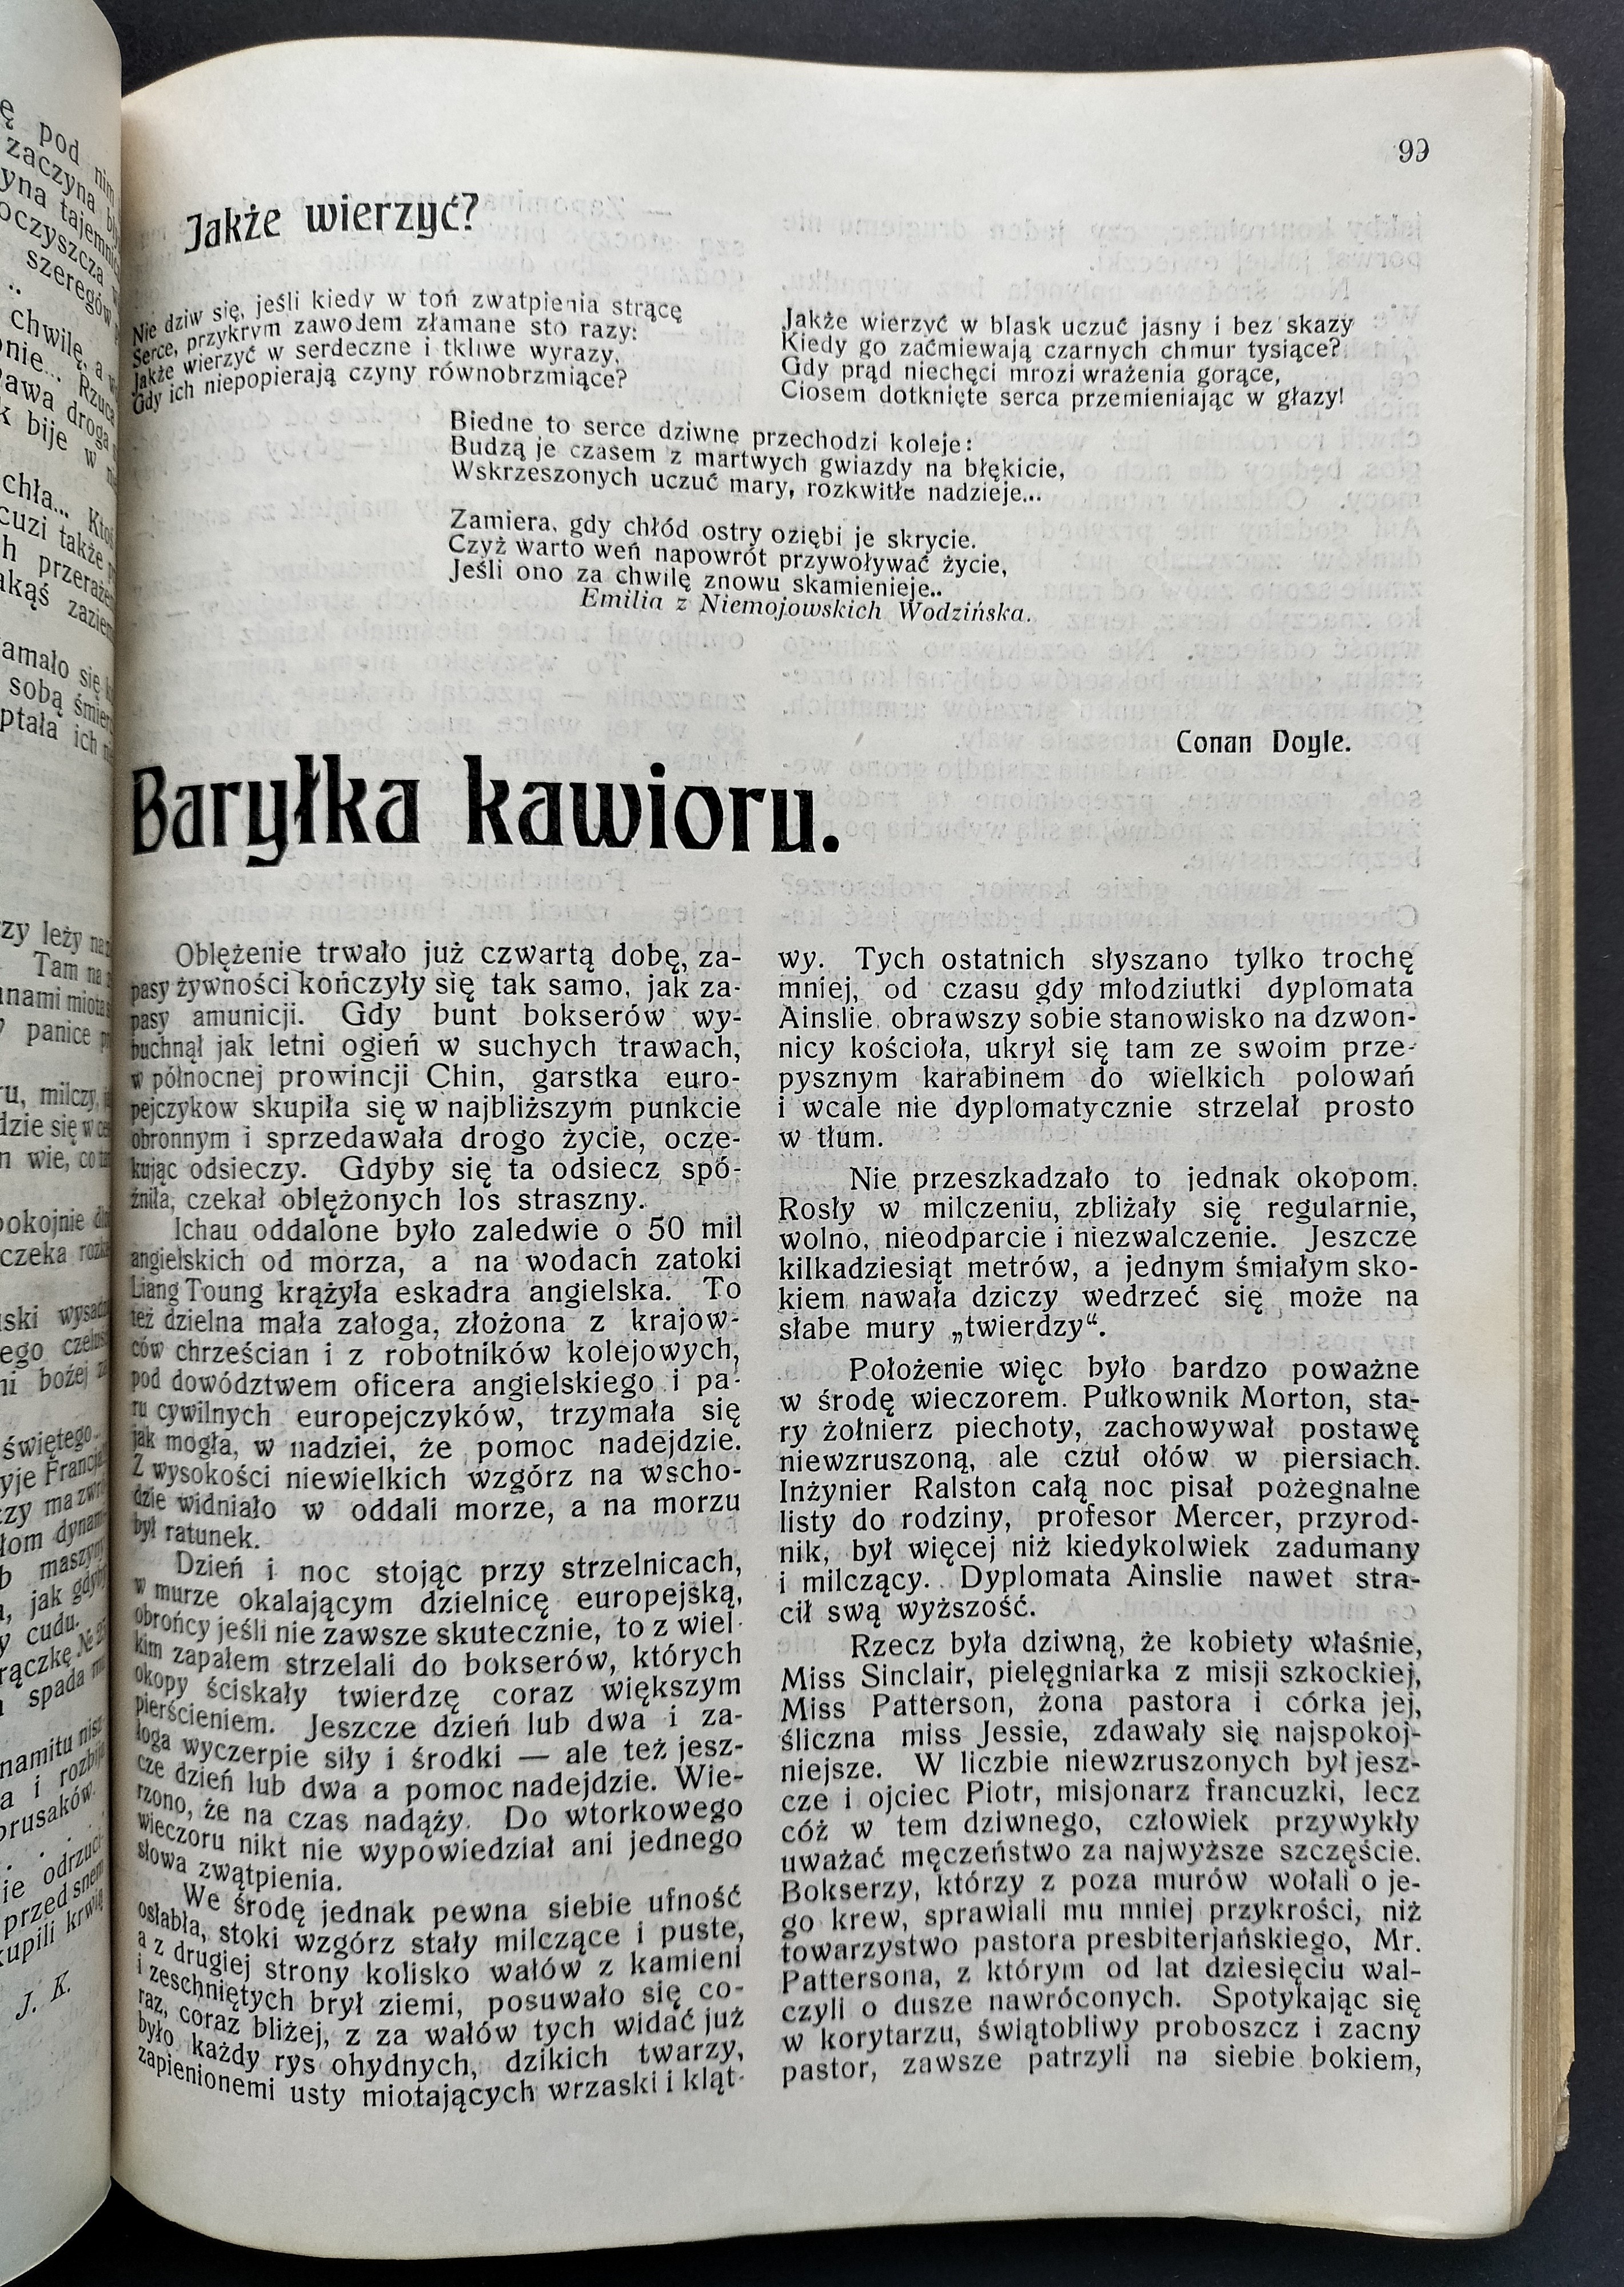 99
Jakże wierzyć?
Nie dziw się, jeśli kiedy w toń zwątpienia strącę
Serce, przykrym zawodem złamane sto razy:
Jakże wierzyć w serdeczne i tkliwe wyrazy,
Gdy ich niepopierają czyny równobrzmiące?
Jakże wierzyć w blask uczuć jasny i bez skazy
Kiedy go zaćmiewają czarnych chmur tysiące?
Gdy prąd niechęci mrozi wrażenia gorące,
Ciosem dotknięte serca przemieniając w głazy!
Biedne to serce dziwne przechodzi koleje:
Budzą je czasem z martwych gwiazdy na błękicie,
Wskrzeszonych uczuć mary, rozkwitłe nadzieje...
Zamiera, gdy chłód ostry oziębi je skrycie.
Czyż warto weń napowrót przywoływać życie,
Jeśli ono za chwilę znowu skamienieje..
Emilia z Niemojowskich Wodzińska.
Conan Doyle.
Baryłka kawioru.
Oblężenie trwało już czwartą dobę, za-
pasy żywności kończyły się tak samo, jak za-
pasy amunicji. Gdy bunt bokserów wy-
buchnął jak letni ogień w suchych trawach,
w północnej prowincji Chin, garstka euro-
pejczykow skupiła się w najbliższym punkcie
obronnym i sprzedawała drogo życie, ocze-
kując odsieczy. Gdyby się ta odsiecz spó-
źniła, czekał oblężonych los straszny.
Ichau oddalone było zaledwie o 50 mil
angielskich od morza, a na wodach zatoki
Liang Toung krążyła eskadra angielska. To
też dzielna mała załoga, złożona z krajow-
ców chrześcian i z robotników kolejowych,
pod dowództwem oficera angielskiego i pa-
ru cywilnych europejczyków, trzymała się
jak mogła, w nadziei, że pomoc nadejdzie.
Z wysokości niewielkich wzgórz na wscho-
dzie widniało w oddali morze, a na morzu
był ratunek.
Dzień i noc stojąc przy strzelnicach,
w murze okalającym dzielnicę europejską,
obrońcy jeśli nie zawsze skutecznie, to z wiel-
kim zapałem strzelali do bokserów, których
okopy ściskały twierdzę coraz większym
pierścieniem. Jeszcze dzień lub dwa i za-
łoga wyczerpie siły i środki — ale też jesz-
cze dzień lub dwa a pomoc nadejdzie. Wie-
rzono, że na czas nadąży. Do wtorkowego
wieczoru nikt nie wypowiedział ani jednego
słowa zwątpienia.
We środę jednak pewna siebie ufność
osłabła, stoki wzgórz stały milczące i puste,
a z drugiej strony kolisko wałów z kamieni
i zeschniętych brył ziemi, posuwało się co-
raz, coraz bliżej, z za wałów tych widać już
było każdy rys ohydnych, dzikich twarzy,
zapienionemi usty miotających wrzaski i kląt-
wy. Tych ostatnich słyszano tylko trochę
mniej, od czasu gdy młodziutki dyplomata
Ainslie, obrawszy sobie stanowisko na dzwon-
nicy kościoła, ukrył się tam ze swoim prze-
pysznym karabinem do wielkich polowań
i wcale nie dyplomatycznie strzelał prosto
w tłum.
Nie przeszkadzało to jednak okopom.
Rosły w milczeniu, zbliżały się regularnie,
wolno, nieodparcie i niezwalczenie. Jeszcze
kilkadziesiąt metrów, a jednym śmiałym sko-
kiem nawała dziczy wedrzeć się może na
słabe mury „twierdzy“.
Położenie więc było bardzo poważne
w środę wieczorem. Pułkownik Morton, sta-
ry żołnierz piechoty, zachowywał postawę
niewzruszoną, ale czuł ołów w piersiach.
Inżynier Ralston całą noc pisał pożegnalne
listy do rodziny, profesor Mercer, przyrod-
nik, był więcej niż kiedykolwiek zadumany
i milczący. Dyplomata Ainslie nawet stra-
cił swą wyższość.
Rzecz była dziwną, że kobiety właśnie,
Miss Sinclair, pielęgniarka z misji szkockiej,
Miss Patterson, żona pastora i córka jej,
śliczna miss Jessie, zdawały się najspokoj-
niejsze. W liczbie niewzruszonych był jesz-
cze i ojciec Piotr, misjonarz francuzki, lecz
cóż w tem dziwnego, człowiek przywykły
uważać męczeństwo za najwyższe szczęście.
Bokserzy, którzy z poza murów wołali o je-
go krew, sprawiali mu mniej przykrości, niż
towarzystwo pastora presbiterjańskiego, Mr.
Pattersona, z którym od lat dziesięciu wal-
czyli o dusze nawróconych. Spotykając się
w korytarzu, świątobliwy proboszcz i zacny
pastor, zawsze patrzyli na siebie bokiem,